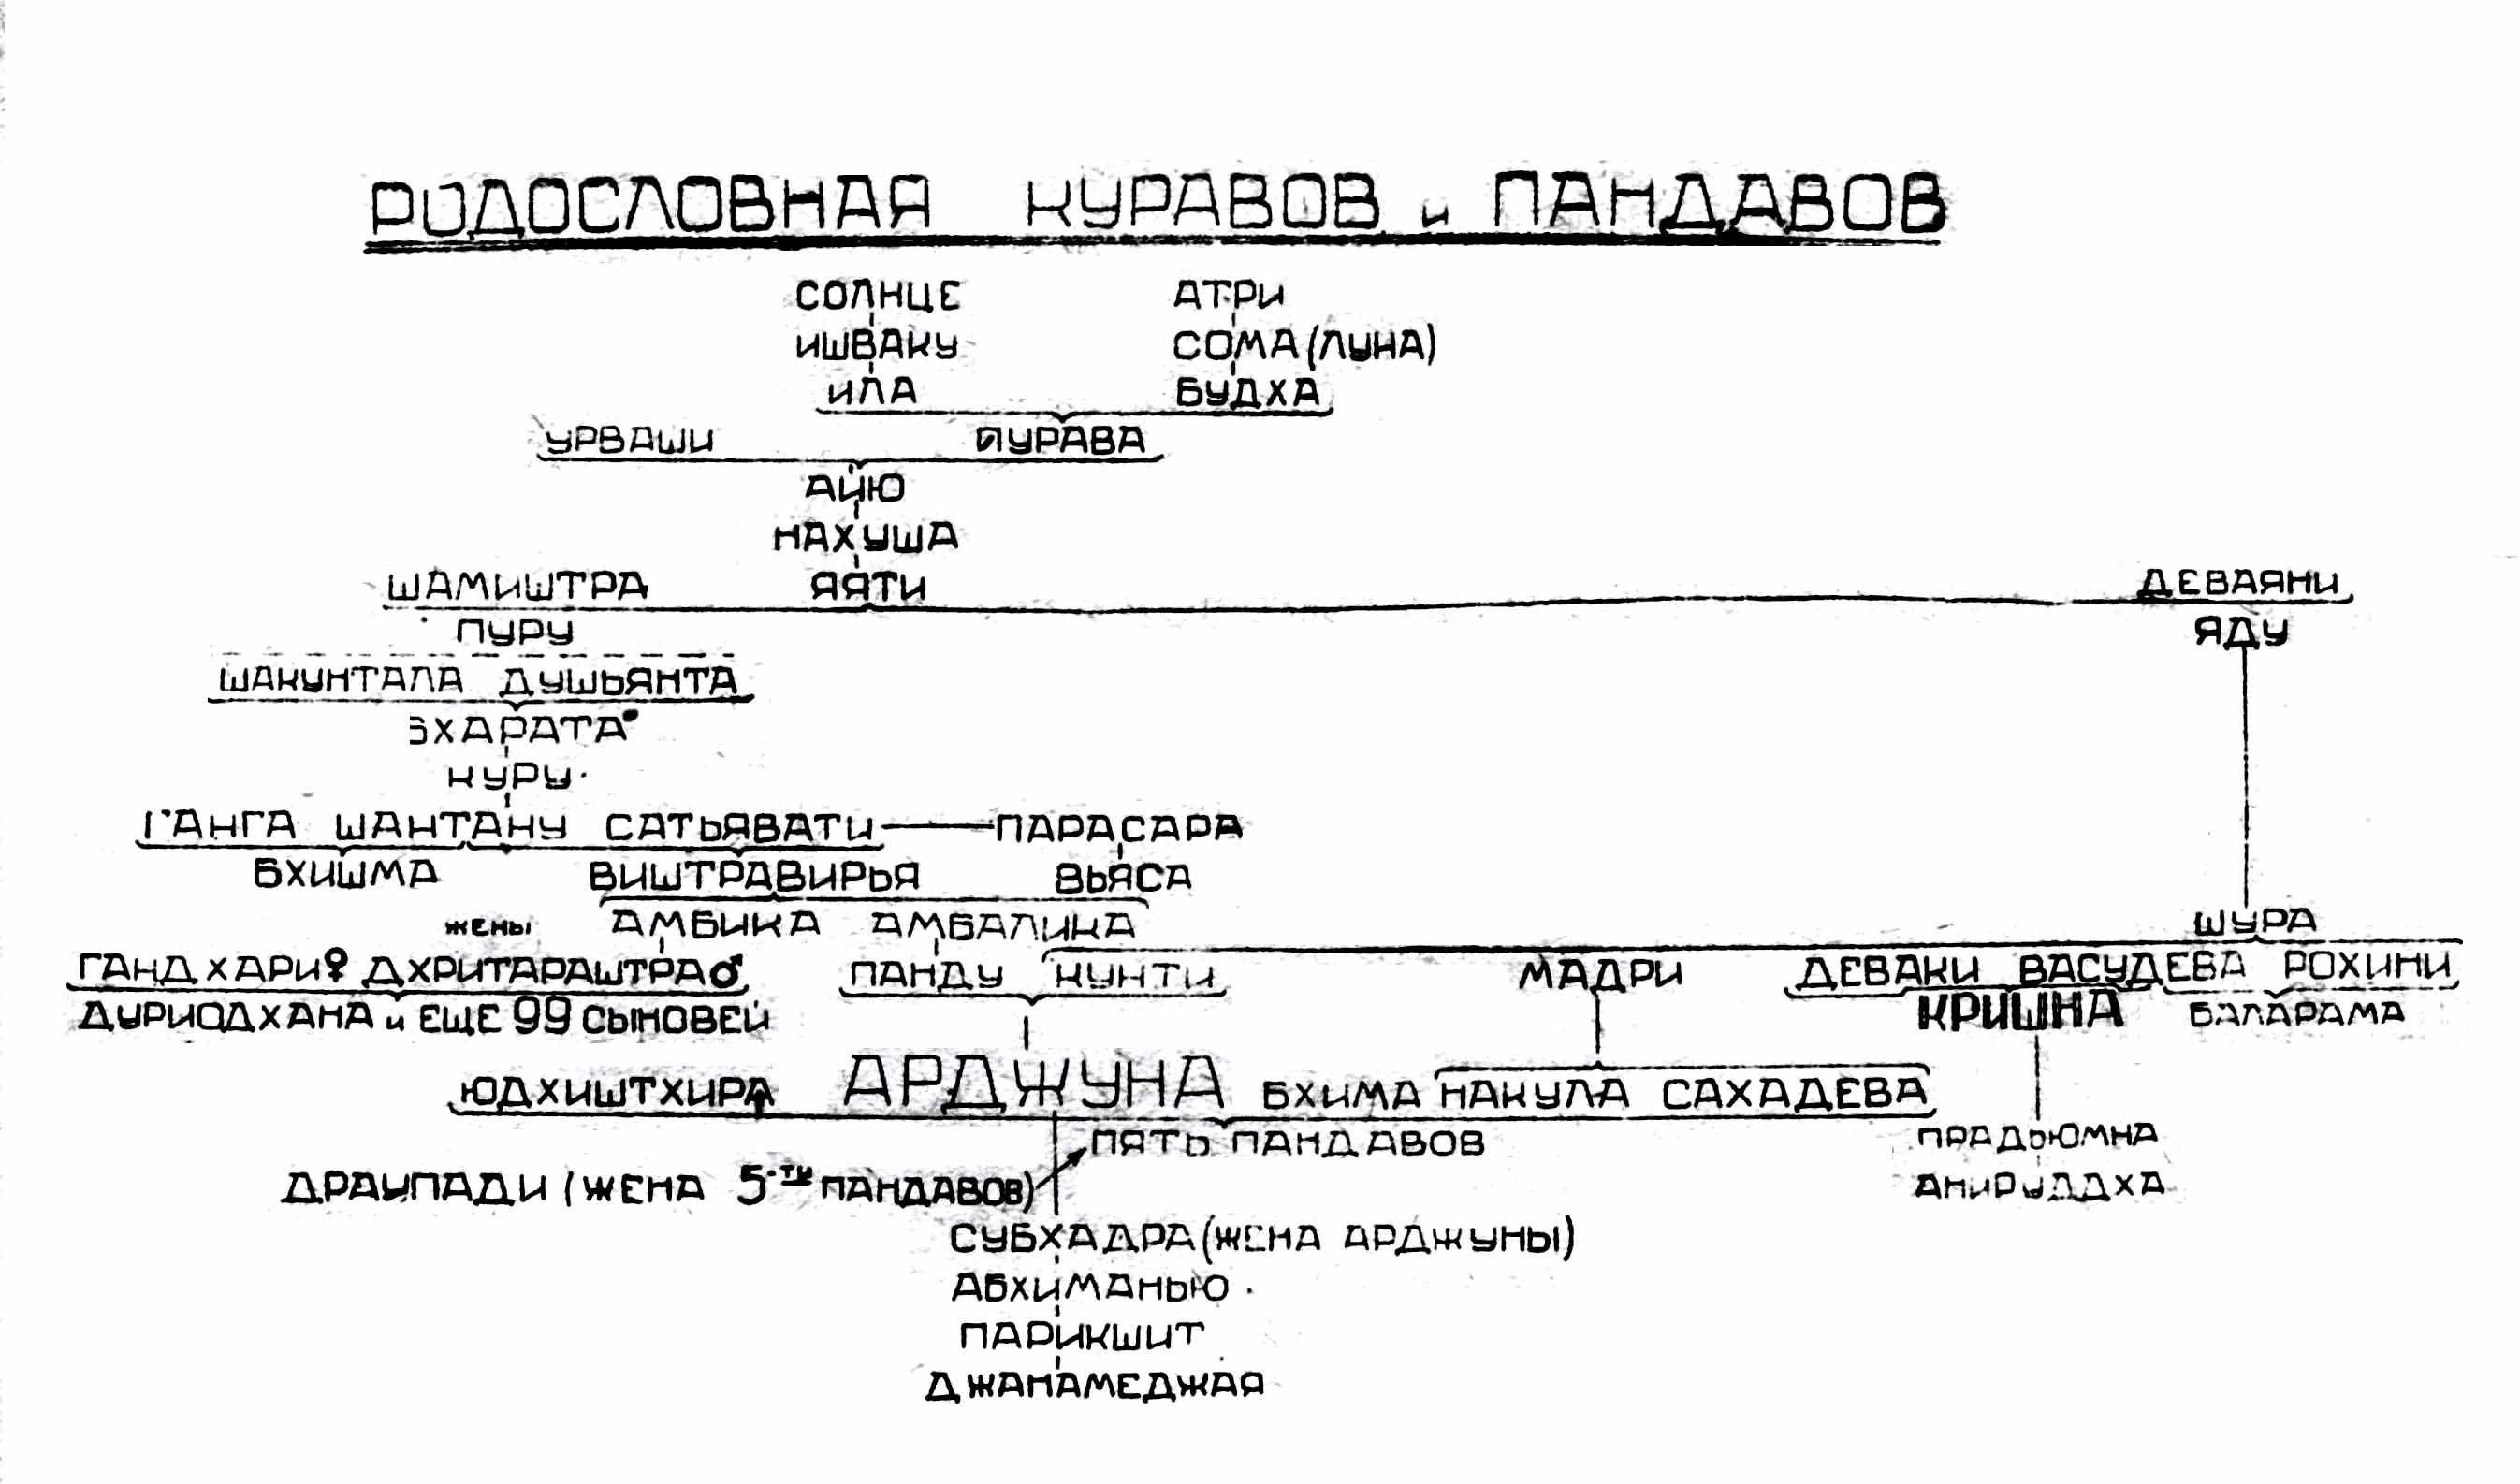 РОДОСЛОВНАЯ КУРАВОВ и ПАНДАВОВ
СОЛНЦЕ АТРИ
ИШВАКУ СОМА (ЛУНА)
ИЛА БУДХА
УРВАШИ ПУРАВА
АЙЮ
НАХУША
ШАМИШТРА ЯЯТИ ДЕВАЯНИ
ПУРУ ЯДУ
ШАКУНТАЛА ДУШЬЯНТА
БХАРАТА
КУРУ
ГАНГА ШАНТАНУ САТЬЯВАТИ ПАРАСАРА
БХИШМА ВИШТРАВИРЬЯ ВЬЯСА
жены АМБИКА АМБАЛИКА ШУРА
ГАНДХАРИ♀ ДХРИТАРАШТРА♂ ПАНДУ КУНТИ МАДРИ ДЕВАКИ ВАСУДЕВА РОХИНИ
ДУРИОДХАНА и ЕЩЕ 99 СЫНОВЕЙ КРИШНА БАЛАРАМА
ЮДХИШТХИРА АРДЖУНА БХИМА НАКУЛА САХАДЕВА
ПЯТЬ ПАНДАВОВ ПРАДЬЮМНА
ДРАУПАДИ (ЖЕНА 5-ти ПАНДАВОВ) АНИРУДДХА
СУБХАДРА (ЖЕНА АРДЖУНЫ)
АБХИМАНЬЮ
ПАРИКШИТ
ДЖАНАМЕДЖАЯ